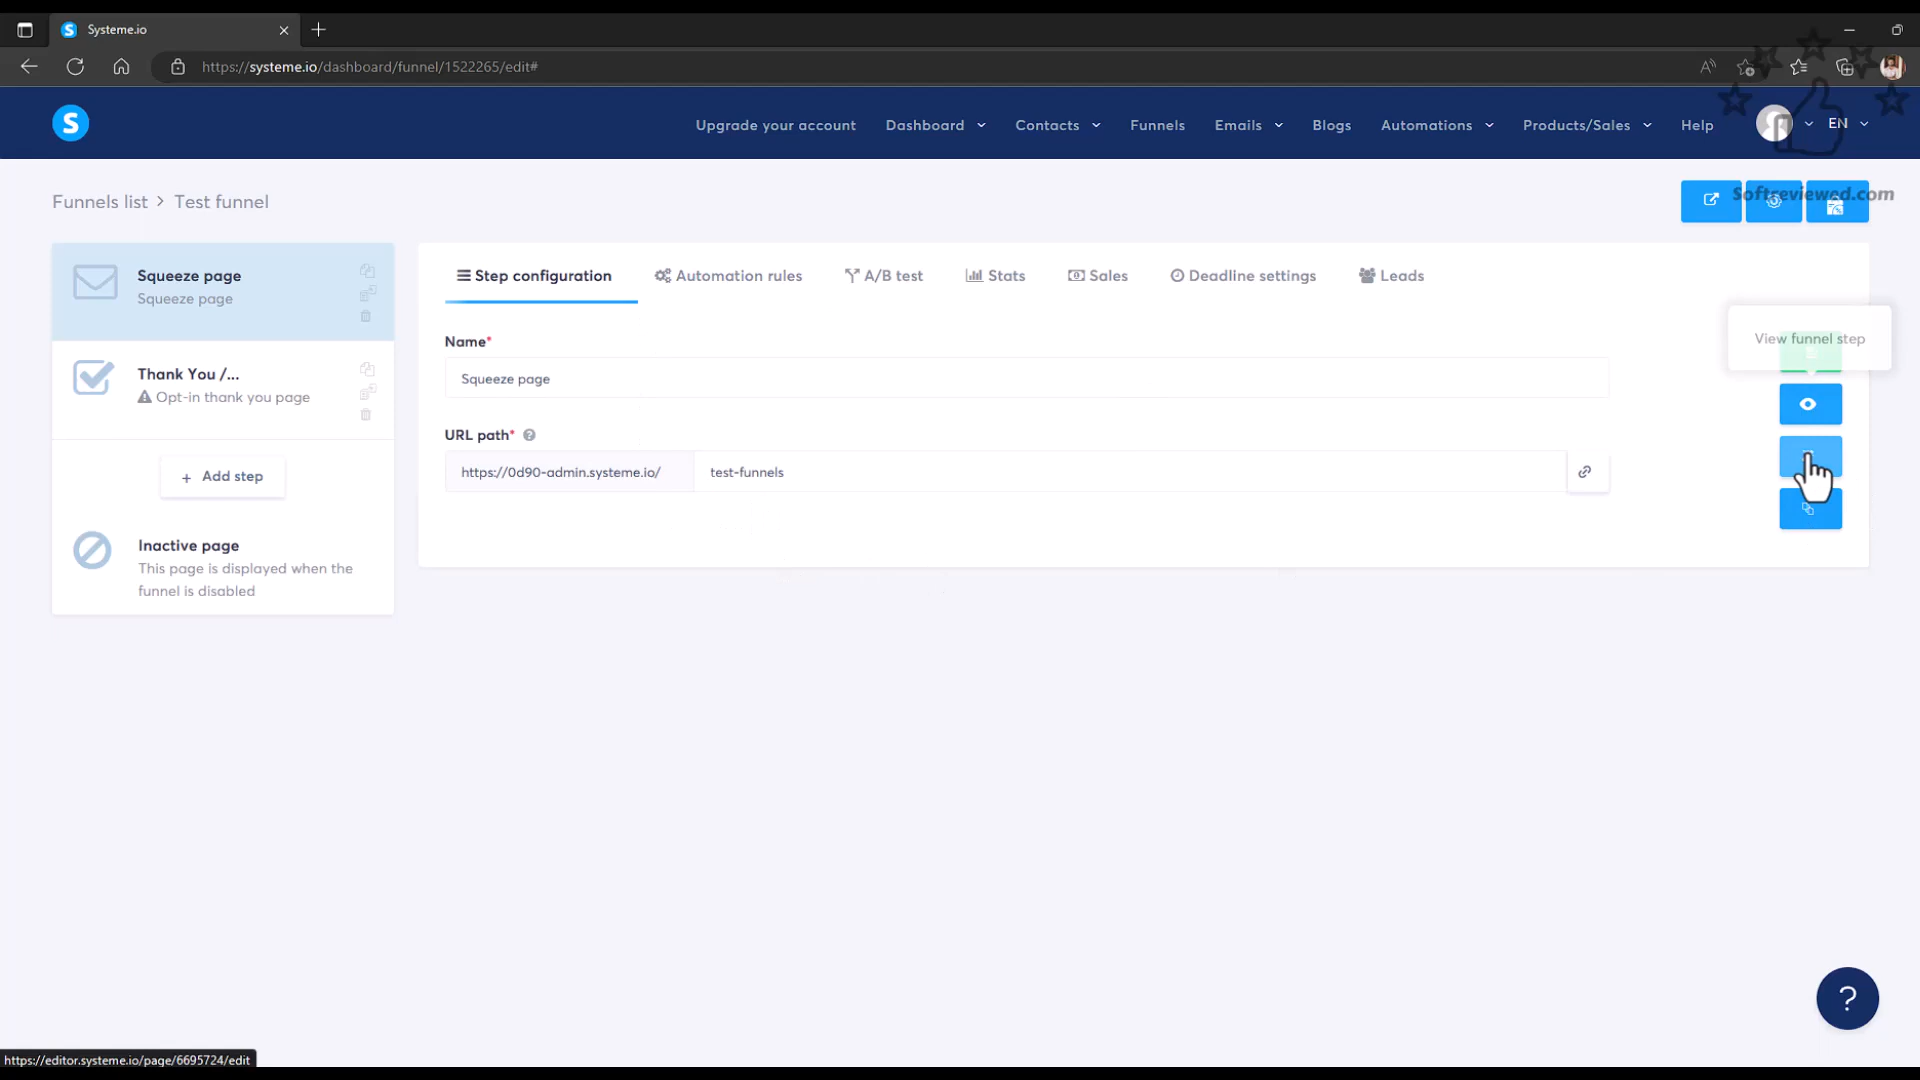 Systeme.io
https://systeme.io/dashboard/funnel/1522265/edit#
S
Upgrade your account
Dashboard
Contacts
Funnels
Emails
Blogs
Automations
Products/Sales
Help
EN
Funnels list > Test funnel
Softreviewed.com
Squeeze page
Squeeze page
Thank You /...
Opt-in thank you page
+ Add step
Inactive page
This page is displayed when the
funnel is disabled
Step configuration
Automation rules
A/B test
Stats
Sales
Deadline settings
Leads
Name*
Squeeze page
URL path* ?
https://0d90-admin.systeme.io/
test-funnels
View funnel step
?
https://editor.systeme.io/page/6695724/edit